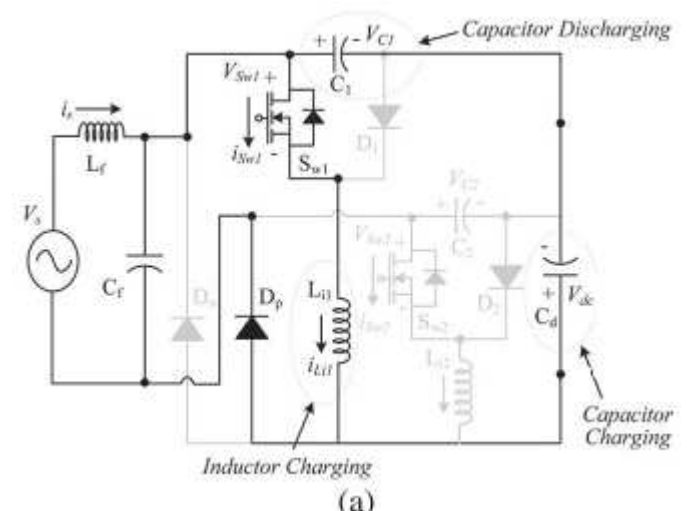 Capacitor Discharging
+ - V_C1
C_1
V_Sw1 +
i_s
L_f
i_Sw1 -
S_w1
D_1
V_s
V_C2
+ -
C_2
V_Sw2 +
C_f
D_n
D_p
L_i1
i_Sw2
S_w2
D_2
-
+
C_d
V_dc
i_Li1
L_i2
Inductor Charging
Capacitor
Charging
(a)